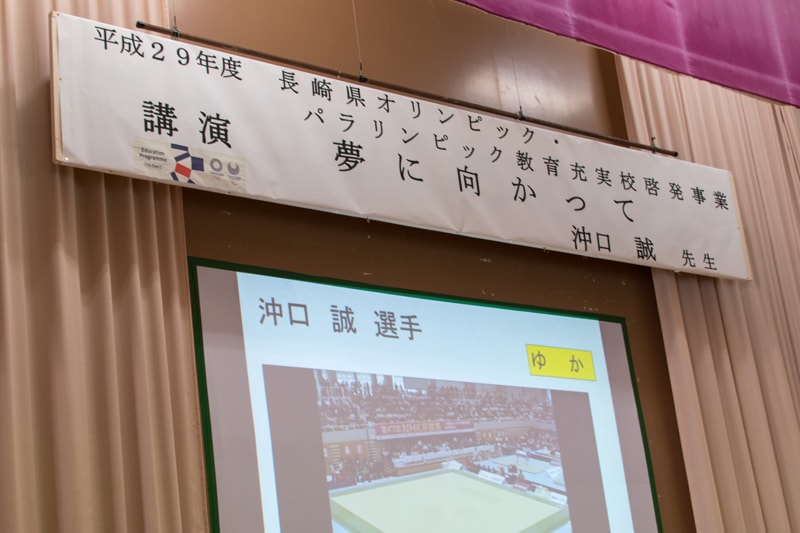 平成29年度　長崎県オリンピック・
パラリンピック教育充実校啓発事業
講演　夢に向かって
Education
Programme
沖口　誠　先生
沖口　誠　選手
ゆ　か